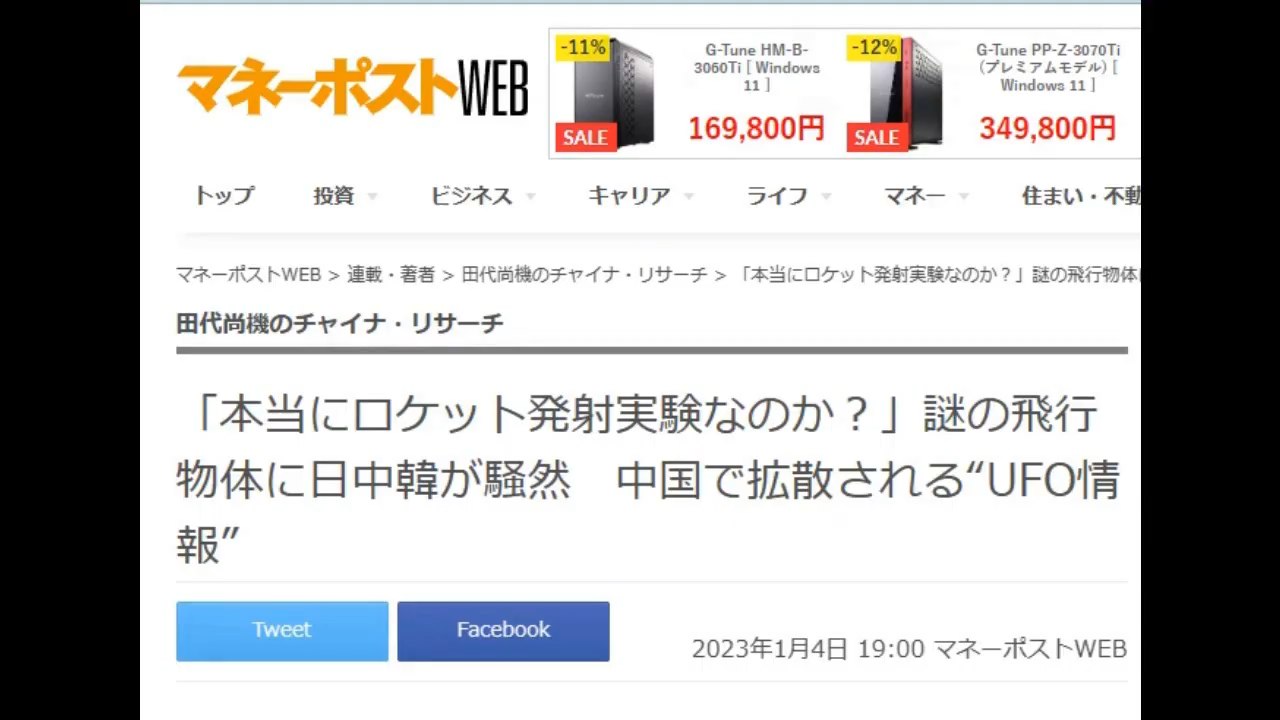 マネーポストWEB
-11%
SALE
G-Tune HM-B-
3060Ti [ Windows
11 ]
169,800円
-12%
SALE
G-Tune PP-Z-3070Ti
(プレミアムモデル) [
Windows 11 ]
349,800円
トップ 投資 ビジネス キャリア ライフ マネー 住まい・不動
マネーポストWEB > 連載・著者 > 田代尚機のチャイナ・リサーチ > 「本当にロケット発射実験なのか？」謎の飛行物体
田代尚機のチャイナ・リサーチ
「本当にロケット発射実験なのか？」謎の飛行
物体に日中韓が騒然　中国で拡散される“UFO情
報”
Tweet
Facebook
2023年1月4日 19:00 マネーポストWEB